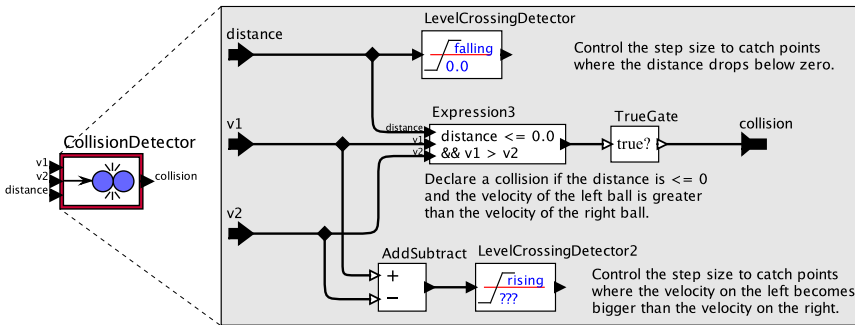 LevelCrossingDetector
distance
falling
0.0
Control the step size to catch points
where the distance drops below zero.
Expression3
TrueGate
v1
distance
v1
v2
distance <= 0.0
&& v1 > v2
true?
collision
CollisionDetector
v1
v2
distance
collision
Declare a collision if the distance is <= 0
and the velocity of the left ball is greater
than the velocity of the right ball.
v2
AddSubtract
LevelCrossingDetector2
+
−
rising
???
Control the step size to catch points
where the velocity on the left becomes
bigger than the velocity on the right.